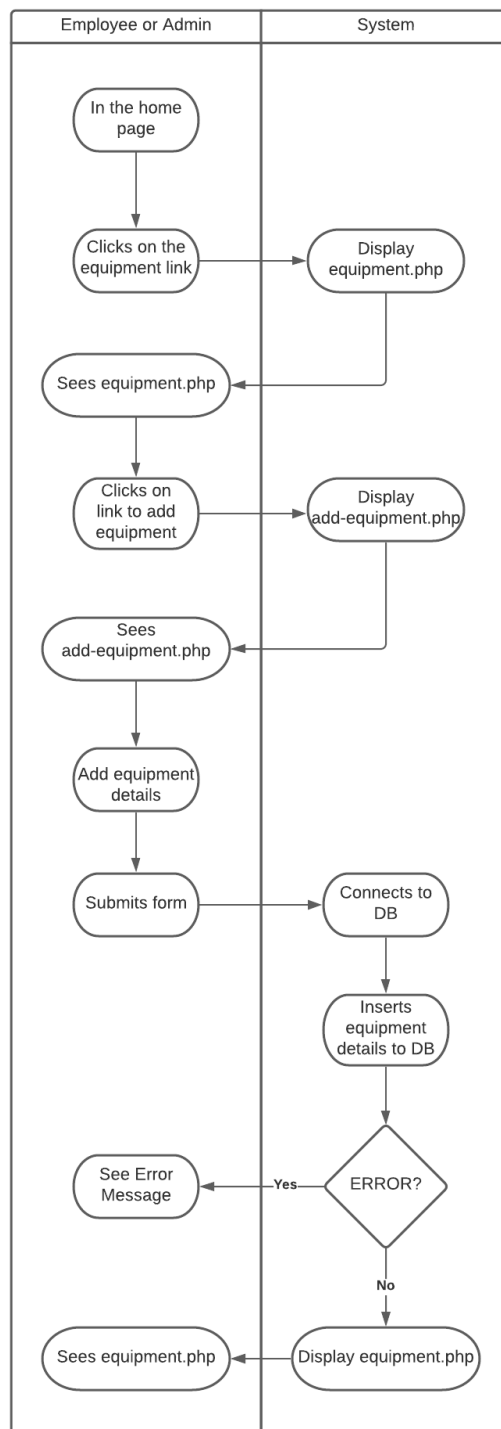 Employee or Admin
System
In the home
page
Clicks on the
equipment link
Display
equipment.php
Sees equipment.php
Clicks on
link to add
equipment
Display
add-equipment.php
Sees
add-equipment.php
Add equipment
details
Submits form
Connects to
DB
Inserts
equipment
details to DB
See Error
Message
Yes
ERROR?
No
Sees equipment.php
Display equipment.php